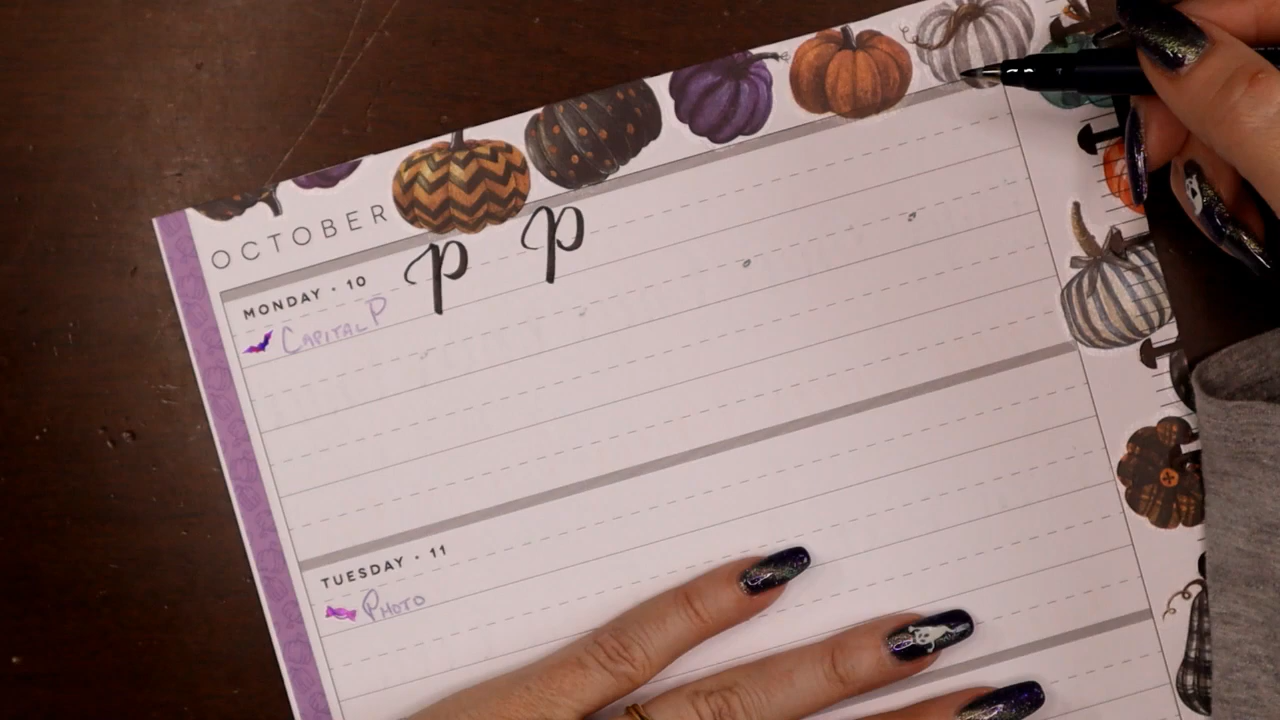 OCTOBER
MONDAY • 10
P P
CAPITAL P
TUESDAY • 11
PHOTO